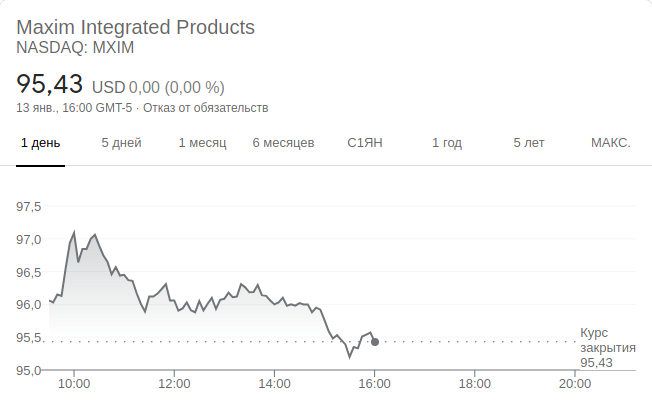 Maxim Integrated Products
NASDAQ: MXIM
95,43 USD 0,00 (0,00 %)
13 янв., 16:00 GMT-5 · Отказ от обязательств
1 день 5 дней 1 месяц 6 месяцев С1ЯН 1 год 5 лет МАКС.
97,5
97,0
96,5
96,0
95,5
95,0
Курс
закрытия
95,43
10:00 12:00 14:00 16:00 18:00 20:00